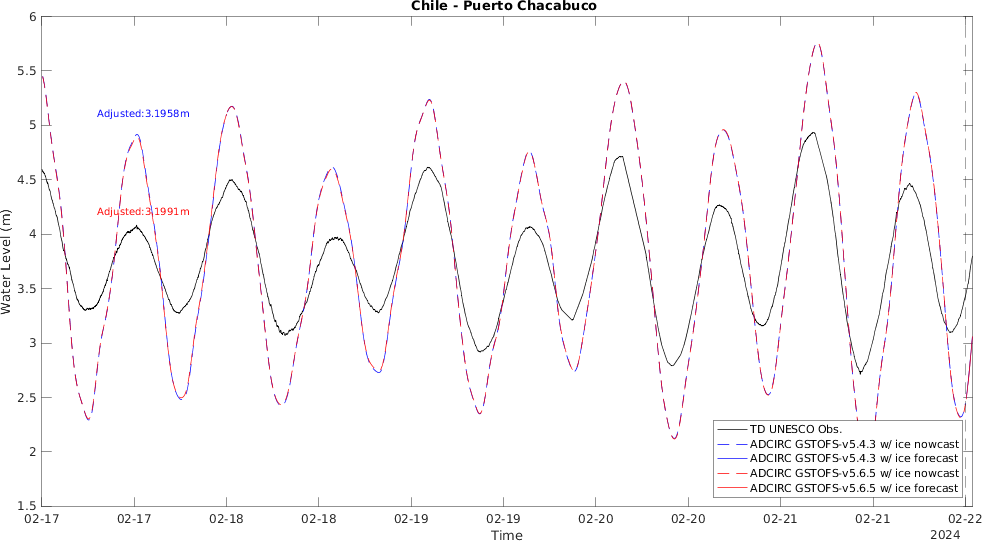 Chile - Puerto Chacabuco
Water Level (m)
6
5.5
5
4.5
4
3.5
3
2.5
2
1.5
Adjusted:3.1958m
Adjusted:3.1991m
TD UNESCO Obs.
ADCIRC GSTOFS-v5.4.3 w/ ice nowcast
ADCIRC GSTOFS-v5.4.3 w/ ice forecast
ADCIRC GSTOFS-v5.6.5 w/ ice nowcast
ADCIRC GSTOFS-v5.6.5 w/ ice forecast
02-17 02-17 02-18 02-18 02-19 02-19 02-20 02-20 02-21 02-21 02-22
Time
2024